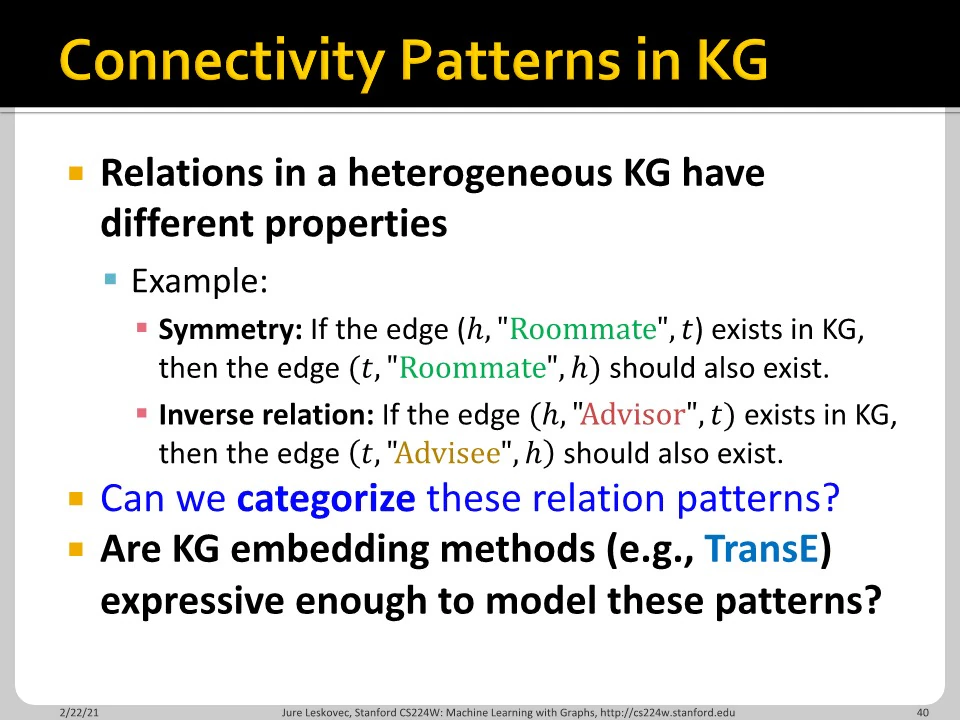 Connectivity Patterns in KG
Relations in a heterogeneous KG have
different properties
Example:
Symmetry: If the edge (ℎ, "Roommate", 𝑡) exists in KG,
then the edge (𝑡, "Roommate", ℎ) should also exist.
Inverse relation: If the edge (ℎ, "Advisor", 𝑡) exists in KG,
then the edge (𝑡, "Advisee", ℎ) should also exist.
Can we categorize these relation patterns?
Are KG embedding methods (e.g., TransE)
expressive enough to model these patterns?
2/22/21 Jure Leskovec, Stanford CS224W: Machine Learning with Graphs, http://cs224w.stanford.edu 40